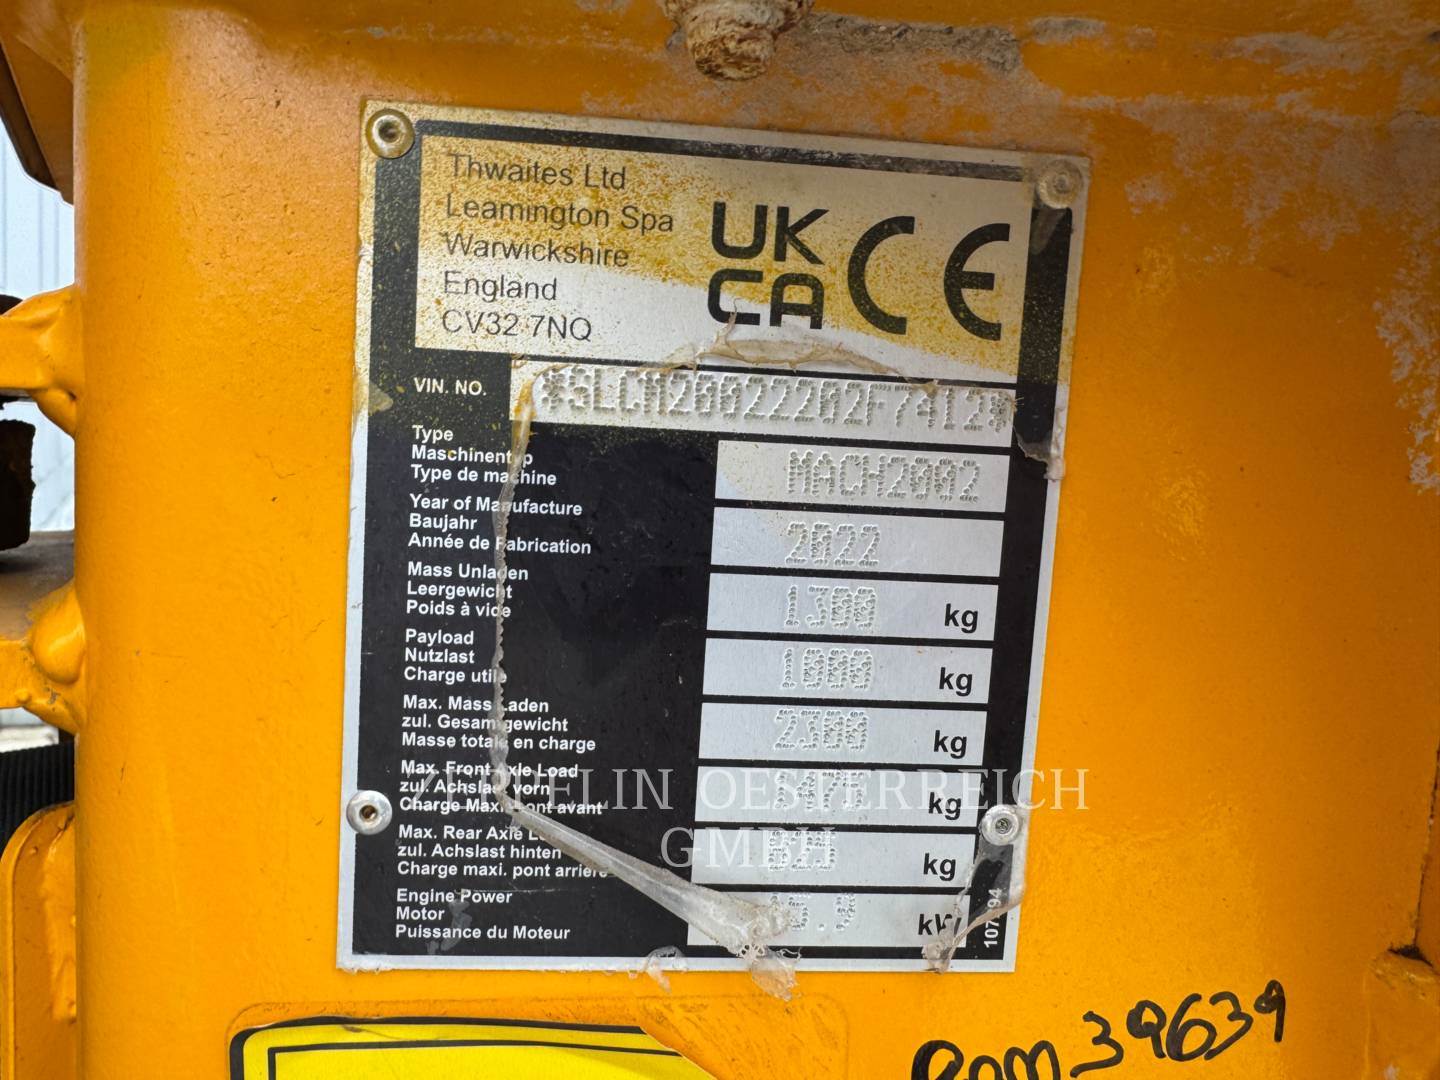 Thwaites Ltd
Leamington Spa
Warwickshire
England
CV32 7NQ
UK
CA CE
VIN. NO.
Type
Maschinentyp
Type de machine
MACH2002
Year of Manufacture
Baujahr
Année de Fabrication
2022
Mass Unladen
Leergewicht
Poids à vide
1300 kg
Payload
Nutzlast
Charge utile
1000 kg
Max. Mass Laden
zul. Gesamtgewicht
Masse totale en charge
2300 kg
Max. Front Axle Load
zul. Achslast vorn
Charge Maxi pont avant
kg
Max. Rear Axle
zul. Achslast hinten
Charge maxi. pont arriere
kg
Engine Power
Motor
Puissance du Moteur
kW
ZEPPELIN OESTERREICH
GMBH
39639